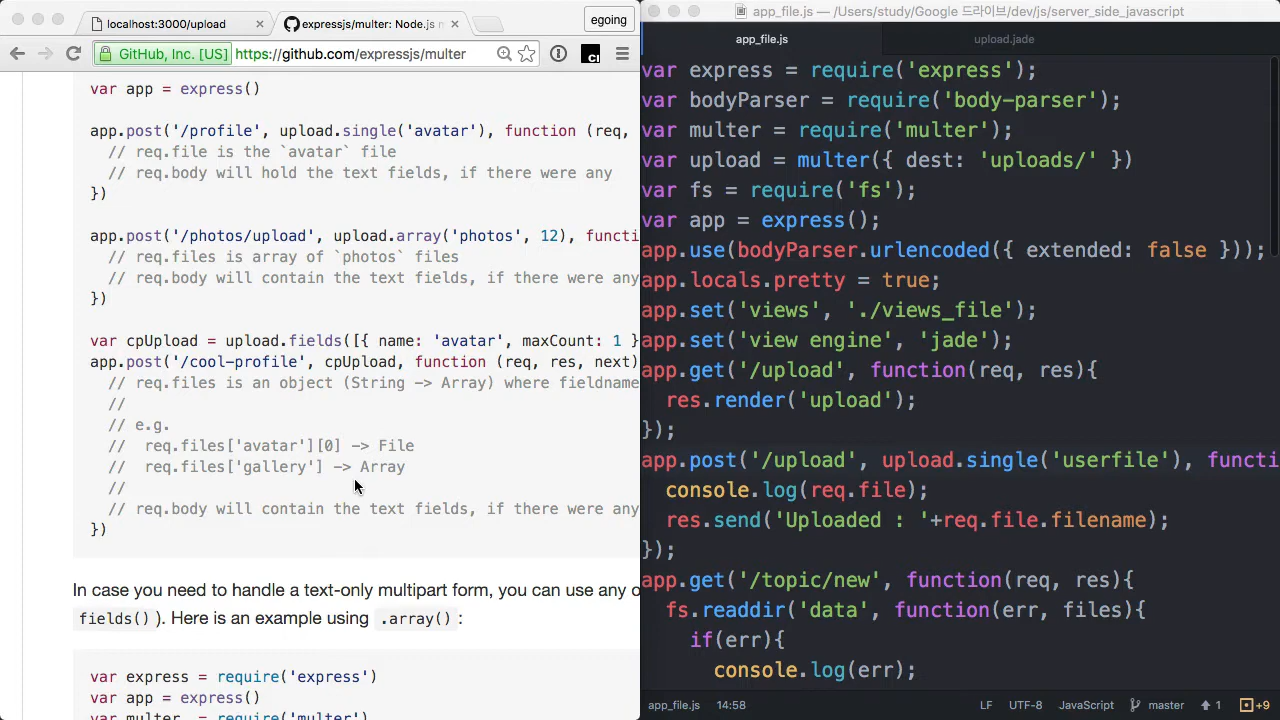 localhost:3000/upload
expressjs/multer: Node.js m
egoing
GitHub, Inc. [US] https://github.com/expressjs/multer
var app = express()
app.post('/profile', upload.single('avatar'), function (req,
// req.file is the `avatar` file
// req.body will hold the text fields, if there were any
})
app.post('/photos/upload', upload.array('photos', 12), functi
// req.files is array of `photos` files
// req.body will contain the text fields, if there were any
})
var cpUpload = upload.fields([{ name: 'avatar', maxCount: 1 }
app.post('/cool-profile', cpUpload, function (req, res, next)
// req.files is an object (String -> Array) where fieldname
//
// e.g.
//  req.files['avatar'][0] -> File
//  req.files['gallery'] -> Array
//
// req.body will contain the text fields, if there were any
})
In case you need to handle a text-only multipart form, you can use any o
fields() ). Here is an example using .array() :
var express = require('express')
var app = express()
var multer = require('multer')
app_file.js — /Users/study/Google 드라이브/dev/js/server_side_javascript
app_file.js
upload.jade
var express = require('express');
var bodyParser = require('body-parser');
var multer = require('multer');
var upload = multer({ dest: 'uploads/' })
var fs = require('fs');
var app = express();
app.use(bodyParser.urlencoded({ extended: false }));
app.locals.pretty = true;
app.set('views', './views_file');
app.set('view engine', 'jade');
app.get('/upload', function(req, res){
res.render('upload');
});
app.post('/upload', upload.single('userfile'), functi
console.log(req.file);
res.send('Uploaded : '+req.file.filename);
});
app.get('/topic/new', function(req, res){
fs.readdir('data', function(err, files){
if(err){
console.log(err);
app_file.js 14:58 LF UTF-8 JavaScript master 1 +9